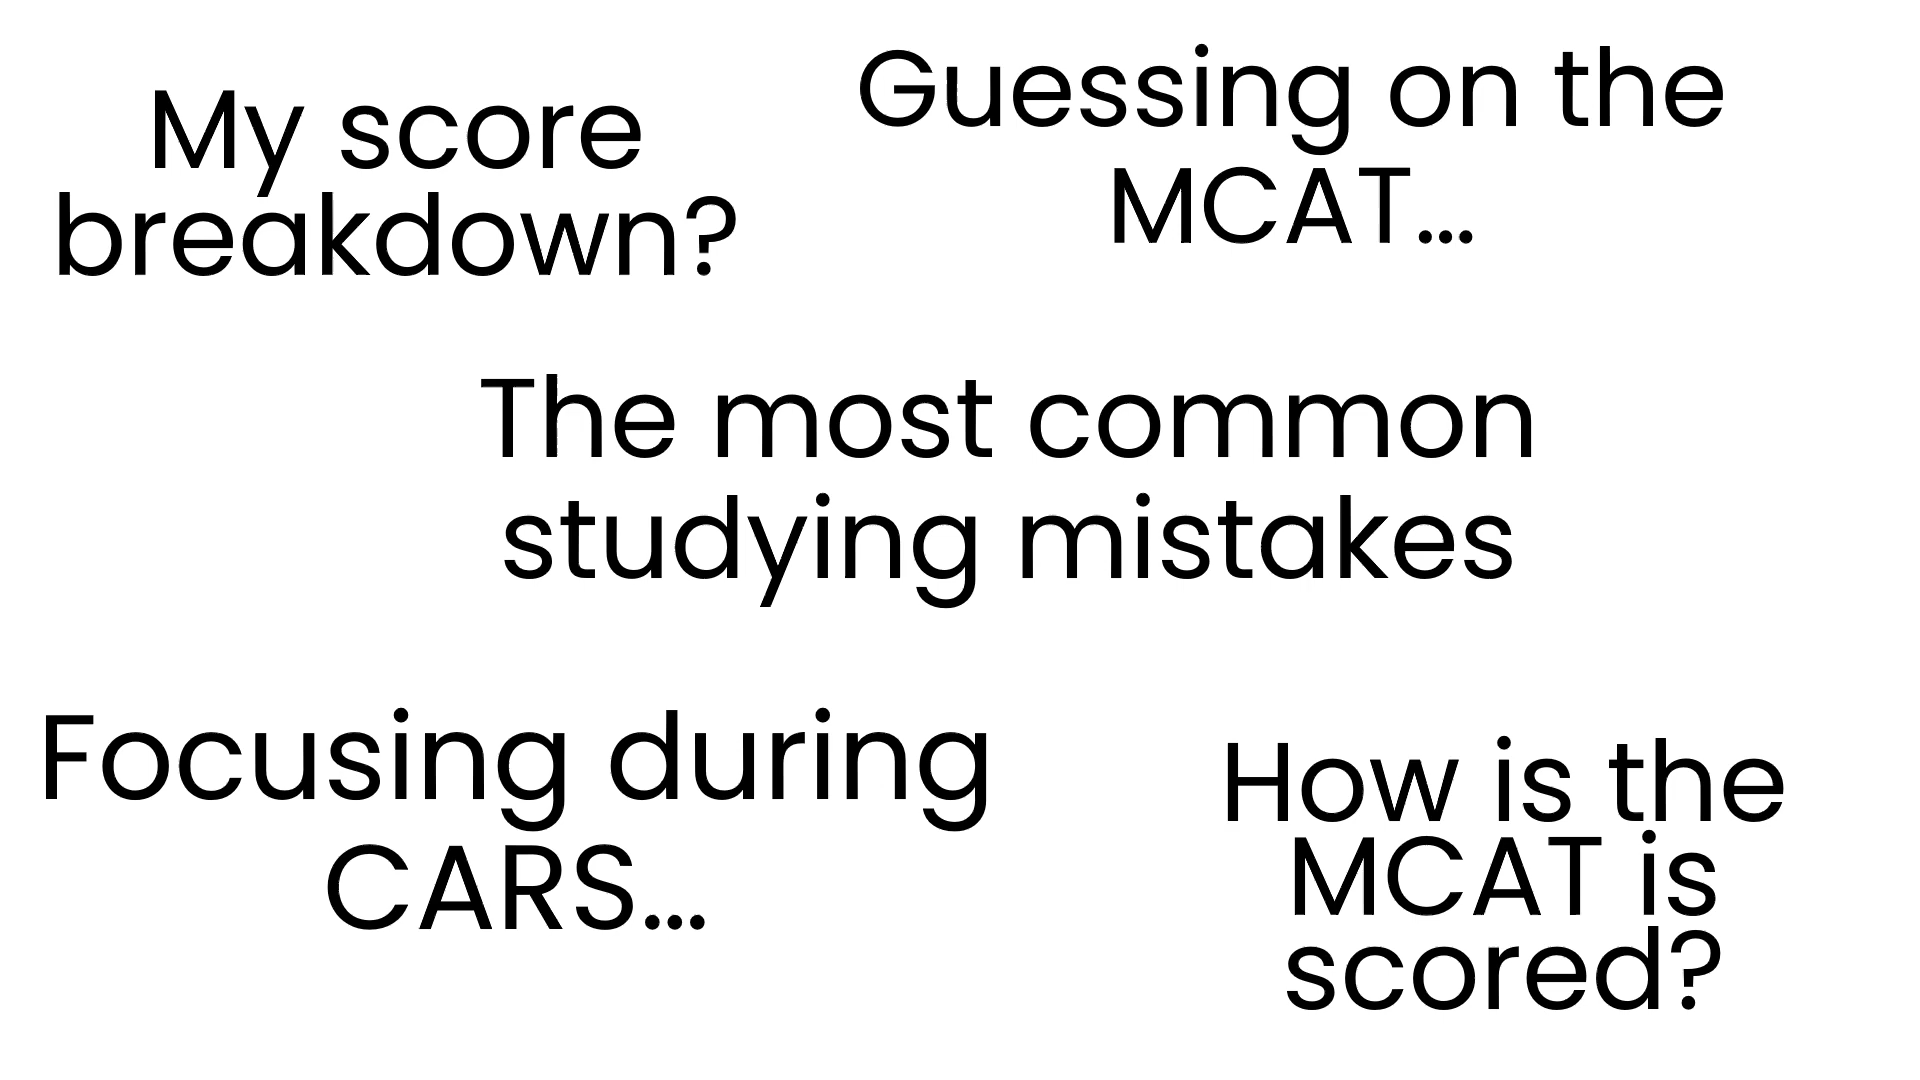 My score
breakdown?
Guessing on the
MCAT...
The most common
studying mistakes
Focusing during
CARS...
How is the
MCAT is
scored?